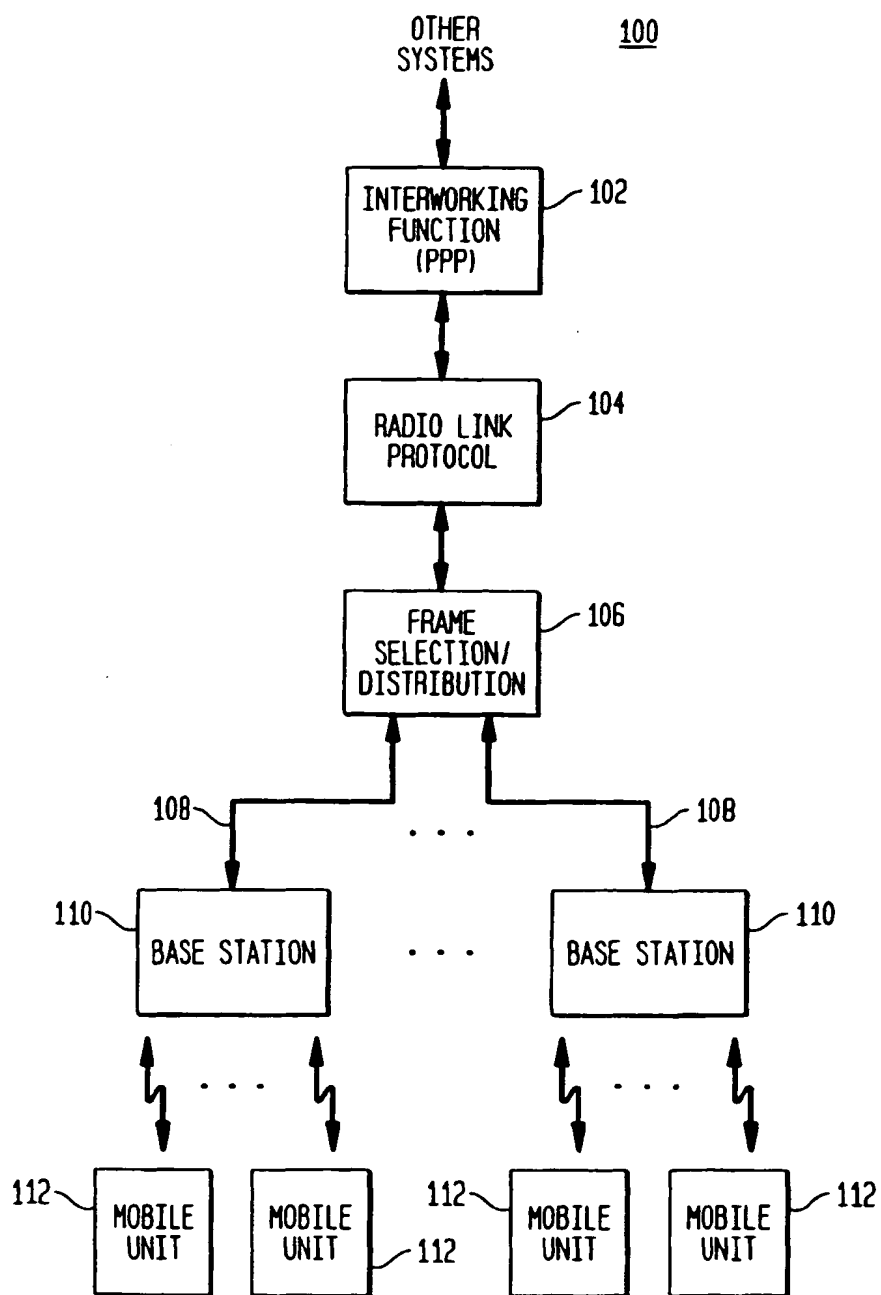 OTHER
SYSTEMS
100
INTERWORKING
FUNCTION
(PPP)
102
RADIO LINK
PROTOCOL
104
FRAME
SELECTION/
DISTRIBUTION
106
108
. . .
108
110
BASE STATION
. . .
BASE STATION
110
. . .
. . .
112
MOBILE
UNIT
MOBILE
UNIT
112
112
MOBILE
UNIT
MOBILE
UNIT
112